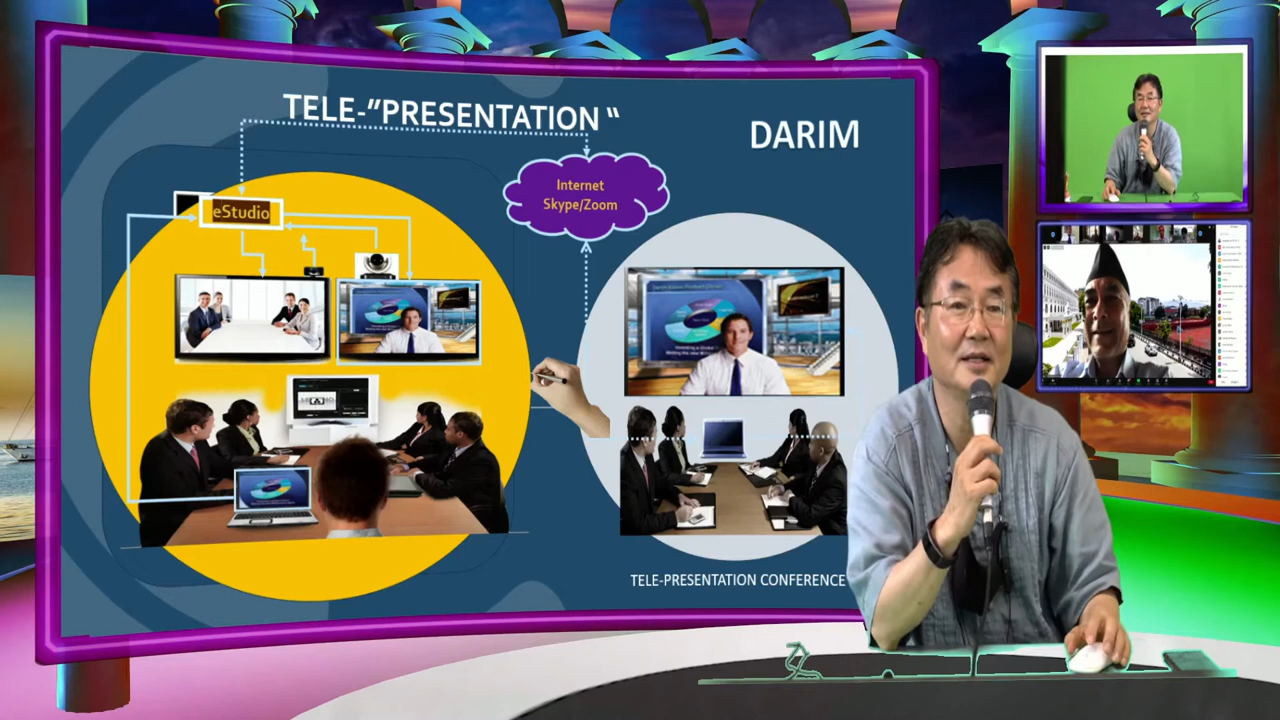 TELE-”PRESENTATION “
DARIM
Internet
Skype/Zoom
eStudio
TELE-PRESENTATION CONFERENCE